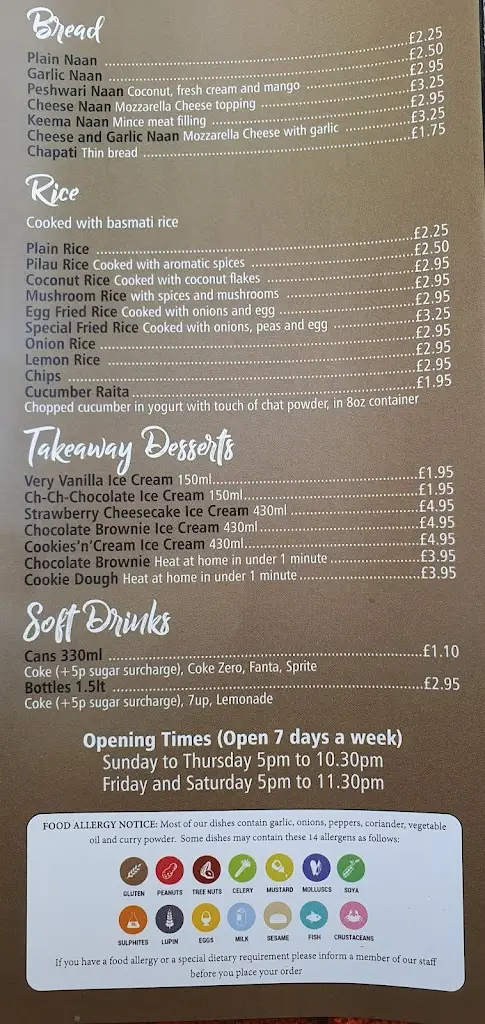 Bread
Plain Naan £2.25
Garlic Naan £2.50
Peshwari Naan Coconut, fresh cream and mango £2.95
Cheese Naan Mozzarella Cheese topping £3.25
Keema Naan Mince meat filling £2.95
Cheese and Garlic Naan Mozzarella Cheese with garlic £3.25
Chapati Thin bread £1.75
Rice
Cooked with basmati rice
Plain Rice £2.25
Pilau Rice Cooked with aromatic spices £2.50
Coconut Rice Cooked with coconut flakes £2.95
Mushroom Rice with spices and mushrooms £2.95
Egg Fried Rice Cooked with onions and egg £2.95
Special Fried Rice Cooked with onions, peas and egg £3.25
Onion Rice £2.95
Lemon Rice £2.95
Chips £2.95
Cucumber Raita £1.95
Chopped cucumber in yogurt with touch of chat powder, in 8oz container
Takeaway Desserts
Very Vanilla Ice Cream 150ml £1.95
Ch-Ch-Chocolate Ice Cream 150ml £1.95
Strawberry Cheesecake Ice Cream 430ml £4.95
Chocolate Brownie Ice Cream 430ml £4.95
Cookies'n'Cream Ice Cream 430ml £4.95
Chocolate Brownie Heat at home in under 1 minute £3.95
Cookie Dough Heat at home in under 1 minute £3.95
Soft Drinks
Cans 330ml £1.10
Coke (+5p sugar surcharge), Coke Zero, Fanta, Sprite
Bottles 1.5lt £2.95
Coke (+5p sugar surcharge), 7up, Lemonade
Opening Times (Open 7 days a week)
Sunday to Thursday 5pm to 10.30pm
Friday and Saturday 5pm to 11.30pm
FOOD ALLERGY NOTICE: Most of our dishes contain garlic, onions, peppers, coriander, vegetable
oil and curry powder. Some dishes may contain these 14 allergens as follows:
GLUTEN PEANUTS TREE NUTS CELERY MUSTARD MOLLUSCS SOYA
SULPHITES LUPIN EGGS MILK SESAME FISH CRUSTACEANS
If you have a food allergy or a special dietary requirement please inform a member of our staff
before you place your order